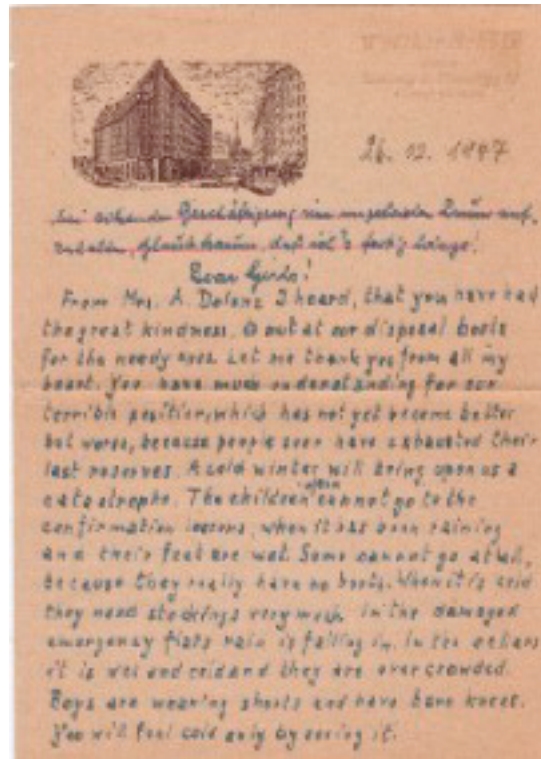 26. 12. 1947
Dear Girls!
From Mrs. A. Dolenz I heard, that you have had
the great kindness, out at our disposal boots
for the needy ones. Let me thank you from all my
heart. You have much understanding for our
terrible position, which has not yet become better
but worse, because people even have exhausted their
last reserves. A cold winter will bring upon us a
catastrophe. The children often cannot go to the
confirmation lessons, when it has been raining
and their feet are wet. Some cannot go at all,
because they really have no boots. When it is cold
they need stockings very much. In the damaged
emergency flats rain is falling in. In the others
it is wet and cold and they are overcrowded.
Boys are wearing shorts and have bare knees.
You will feel cold only by seeing it.